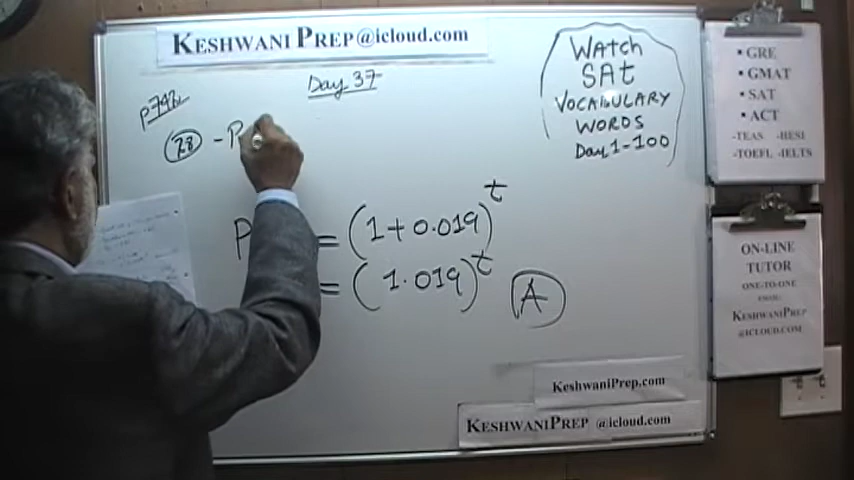 KESHWANI PREP@icloud.com
Day 37
p742
28 - P
P = (1+0.019)^t
= (1.019)^t
A
WAtch
SAt
VOCABULARY
WORDS
Day 1-100
• GRE
• GMAT
• SAT
• ACT
-TEAS -HESI
-TOEFL -IELTS
ON-LINE
TUTOR
ONE-TO-ONE
KESHWANIPREP
@ICLOUD.COM
KeshwaniPrep.com
KESHWANIPREP @icloud.com